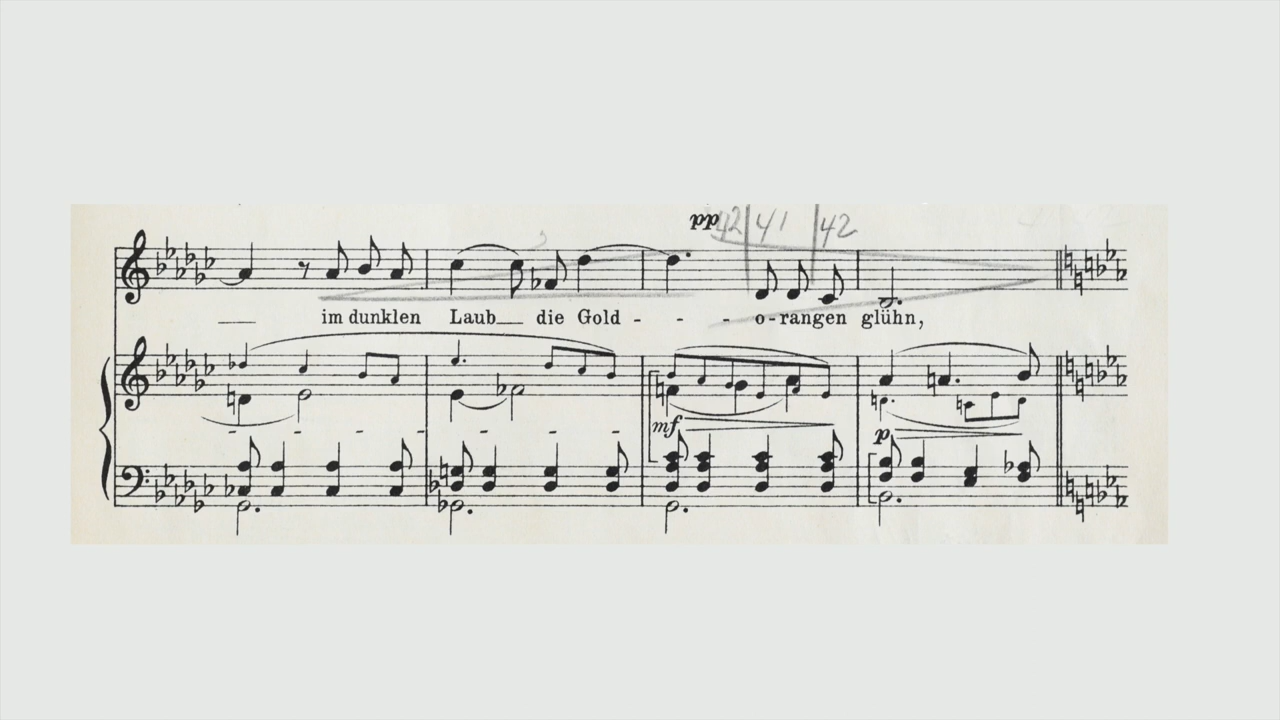 pp 42 41 42
im dunklen Laub die Gold - - - o-rangen glühn,
mf
p